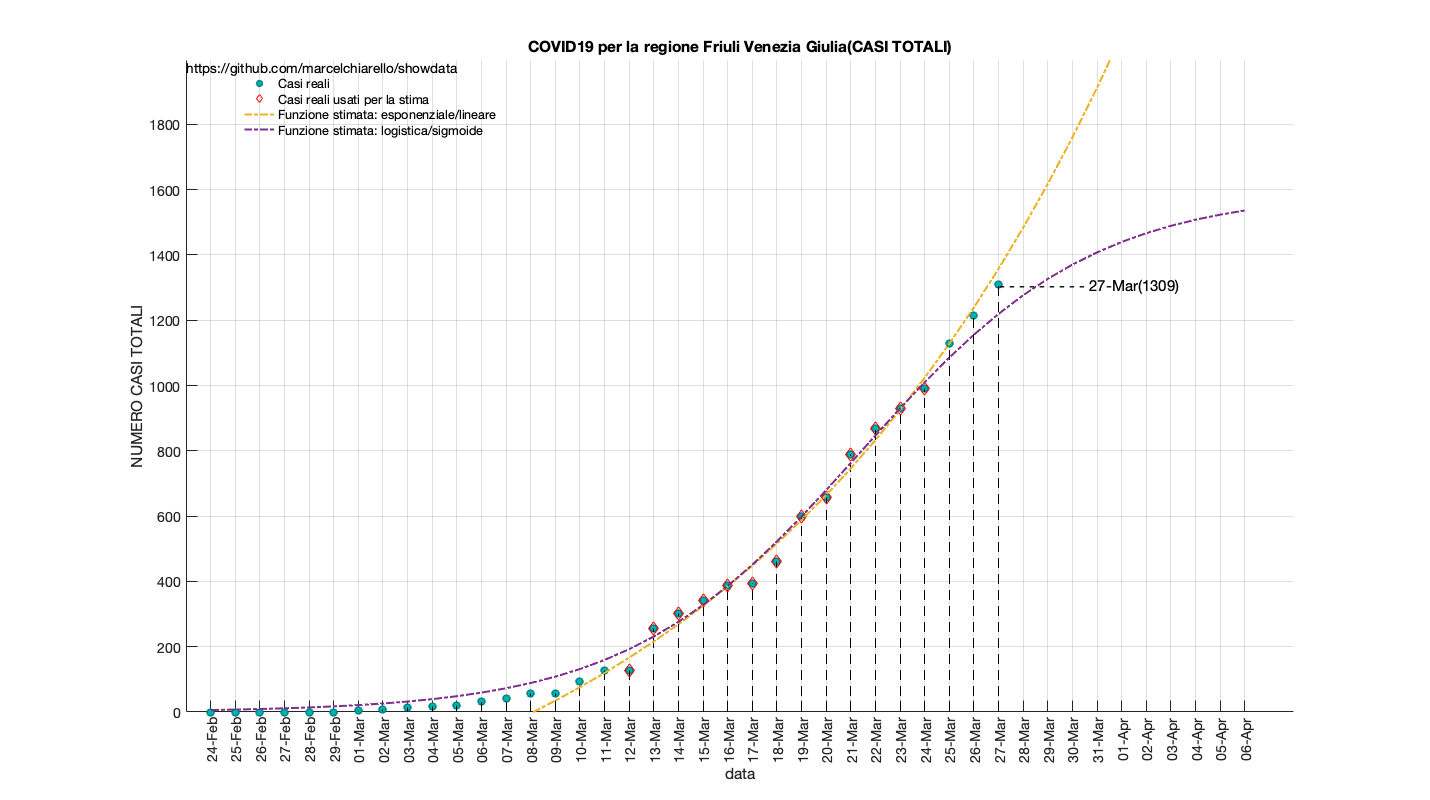 COVID19 per la regione Friuli Venezia Giulia(CASI TOTALI)
https://github.com/marcelchiarello/showdata
Casi reali
Casi reali usati per la stima
Funzione stimata: esponenziale/lineare
Funzione stimata: logistica/sigmoide
NUMERO CASI TOTALI
1800
1600
1400
1200
1000
800
600
400
200
0
27-Mar(1309)
24-Feb
25-Feb
26-Feb
27-Feb
28-Feb
29-Feb
01-Mar
02-Mar
03-Mar
04-Mar
05-Mar
06-Mar
07-Mar
08-Mar
09-Mar
10-Mar
11-Mar
12-Mar
13-Mar
14-Mar
15-Mar
16-Mar
17-Mar
18-Mar
19-Mar
20-Mar
21-Mar
22-Mar
23-Mar
24-Mar
25-Mar
26-Mar
27-Mar
28-Mar
29-Mar
30-Mar
31-Mar
01-Apr
02-Apr
03-Apr
04-Apr
05-Apr
06-Apr
data